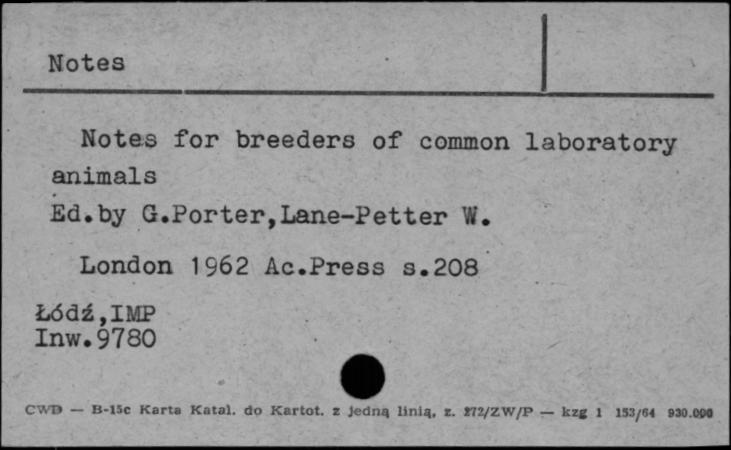 Notes
Notes for breeders of common laboratory
animals
Ed.by G.Porter,Lane-Petter W.
London 1962 Ac.Press s.208
Łódź,IMP
Inw.9780
CWD — B-15c Karta Katal. do Kartot. z jedną linią, z. 272/ZW/P — kzg 1 153/64 930.000